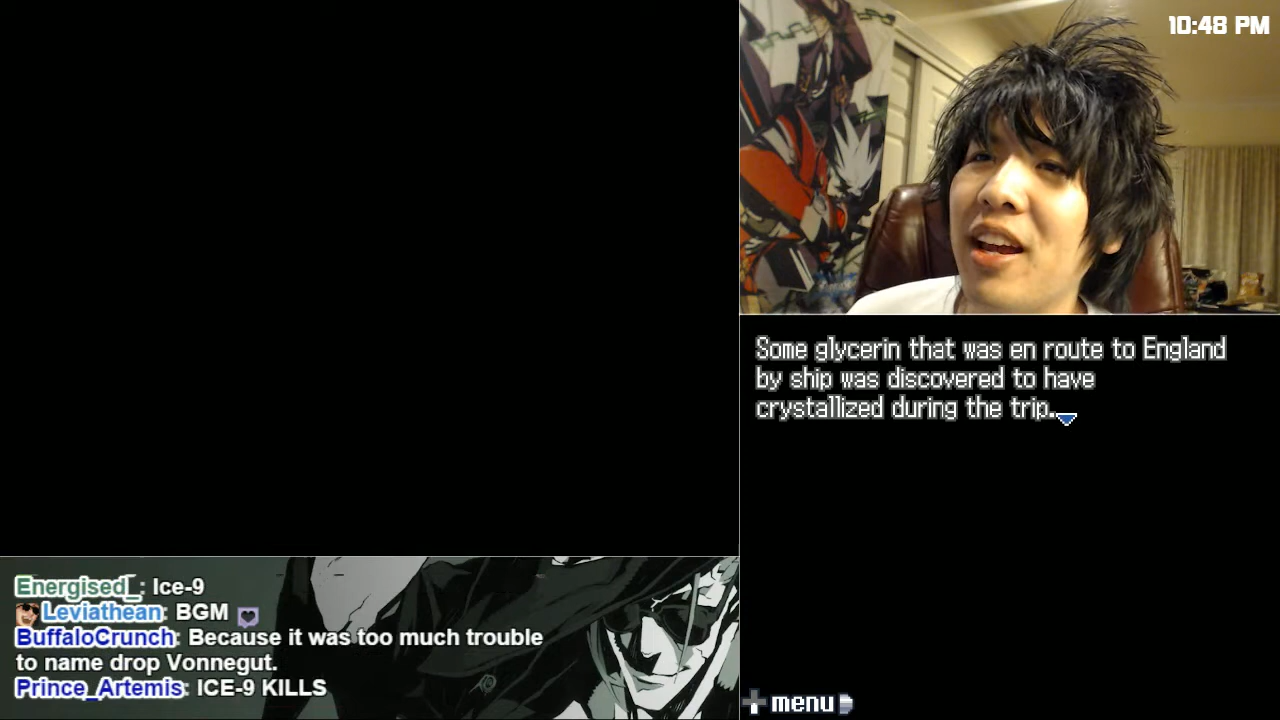 10:48 PM
Some glycerin that was en route to England
by ship was discovered to have
crystallized during the trip.
Energised_: Ice-9
Leviathean: BGM
BuffaloCrunch: Because it was too much trouble
to name drop Vonnegut.
Prince_Artemis: ICE-9 KILLS
menu